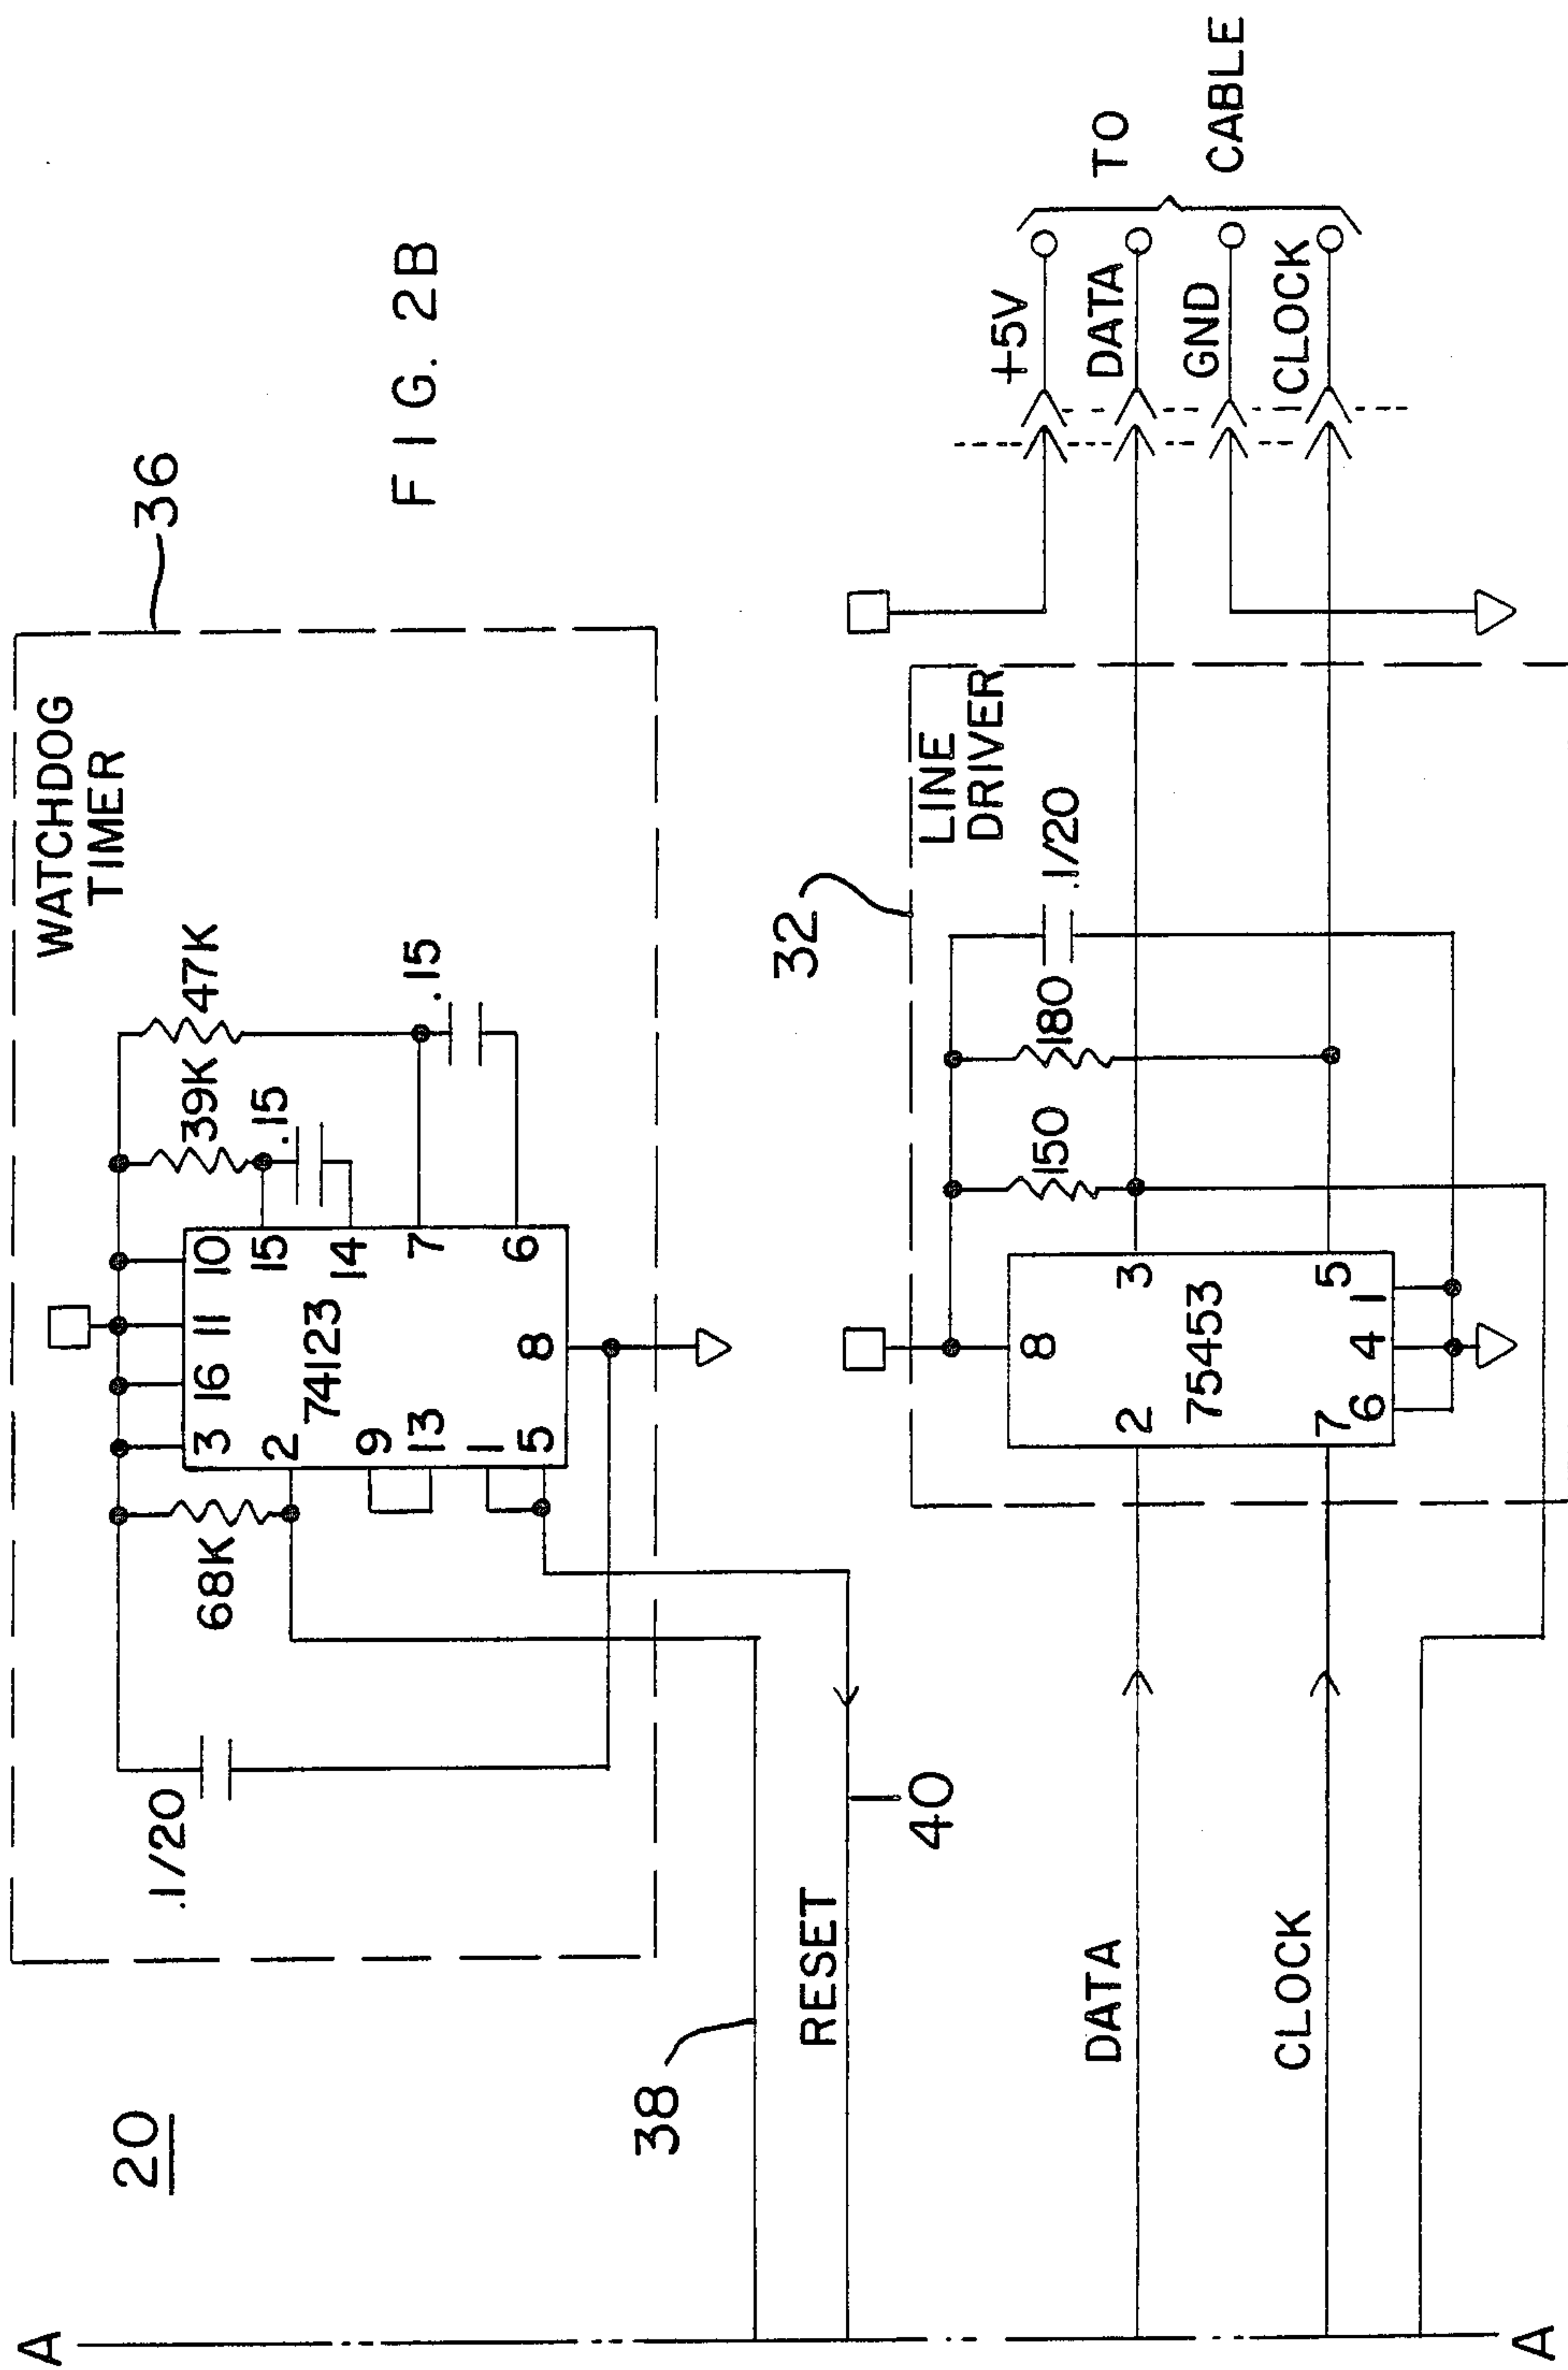 20
WATCHDOG
TIMER
36
FIG. 2B
.1/20
68K
3
16
11
10
2
74123
15
9
13
14
1
7
5
8
6
39K
.15
47K
.15
38
RESET
40
32
LINE
DRIVER
8
2
75453
3
7
5
6
4
1
150
180
.1/20
DATA
CLOCK
+5V
DATA
GND
CLOCK
TO
CABLE
A
A